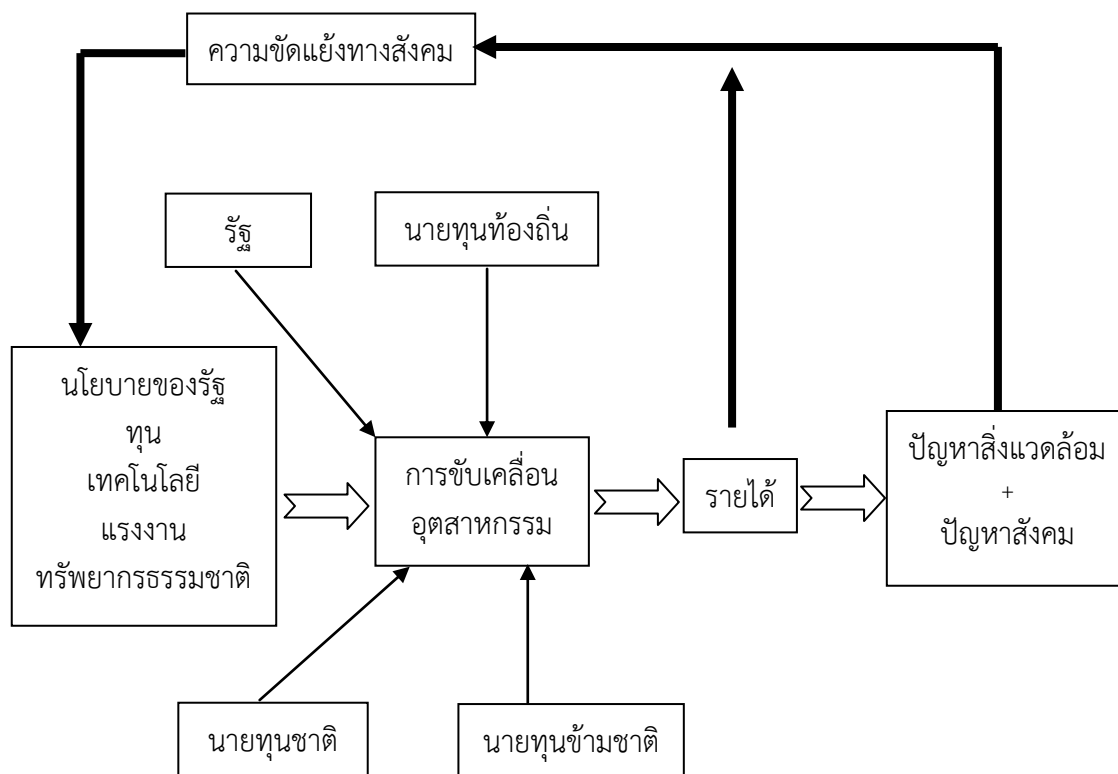 ความขัดแย้งทางสังคม
รัฐ
นายทุนท้องถิ่น
นโยบายของรัฐ
ทุน
เทคโนโลยี
แรงงาน
ทรัพยากรธรรมชาติ
การขับเคลื่อน
อุตสาหกรรม
รายได้
ปัญหาสิ่งแวดล้อม
+
ปัญหาสังคม
นายทุนชาติ
นายทุนข้ามชาติ